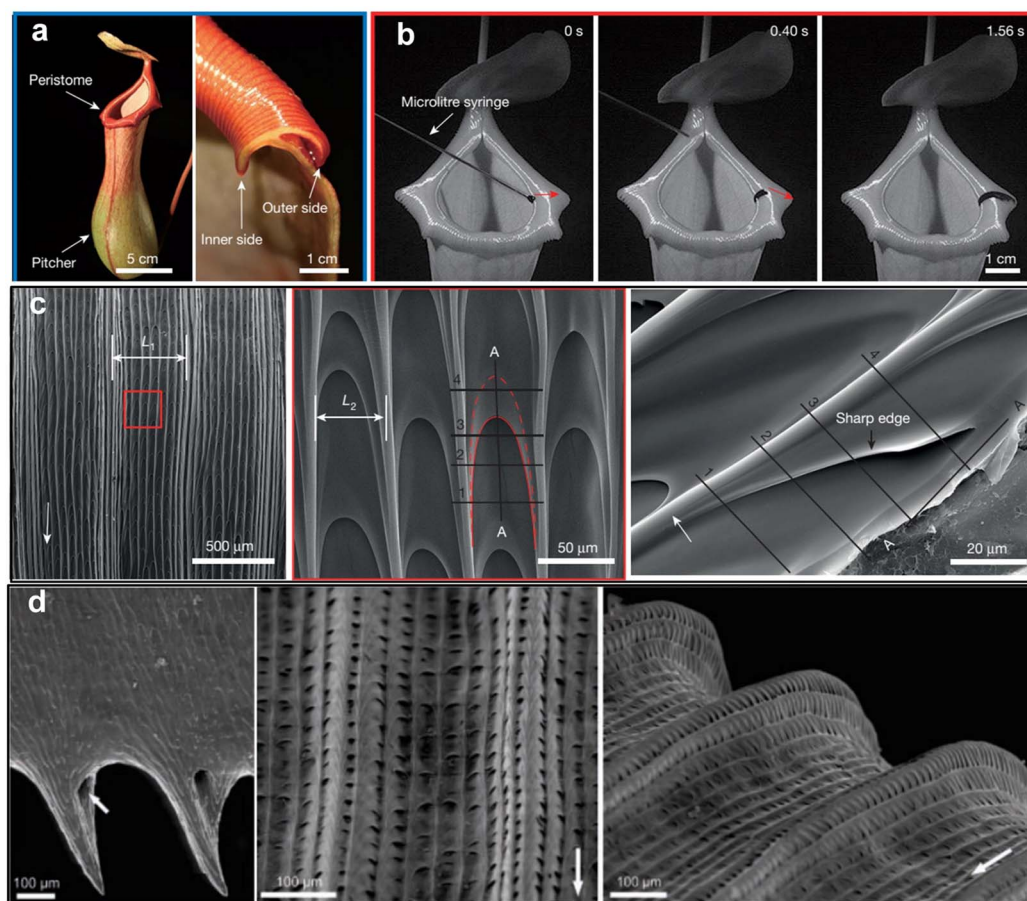 a
Peristome
Pitcher
5 cm
Inner side
Outer side
1 cm
b
0 s
Microlitre syringe
0.40 s
1.56 s
1 cm
c
L1
500 µm
L2
A
4
3
2
1
A
50 µm
4
3
2
1
Sharp edge
A
A
20 µm
d
100 µm
100 µm
100 µm